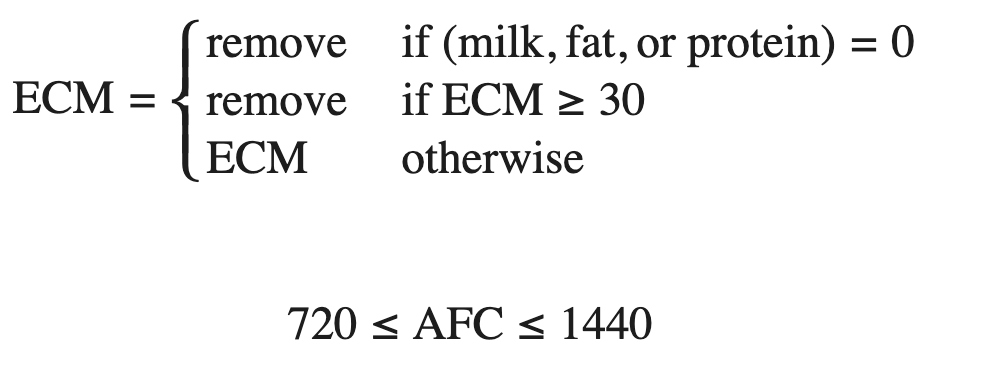 ECM = { remove if (milk, fat, or protein) = 0
remove if ECM ≥ 30
ECM otherwise
720 ≤ AFC ≤ 1440